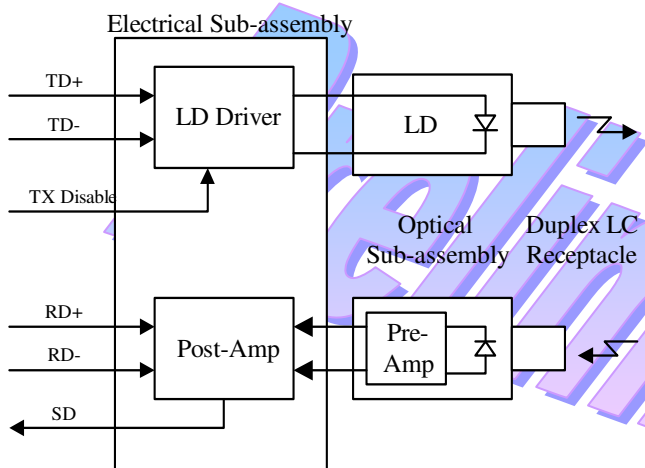 Electrical Sub-assembly
TD+
LD Driver
LD
TD-
TX Disable
Optical
Sub-assembly
Duplex LC
Receptacle
RD+
Post-Amp
Pre-
Amp
RD-
SD